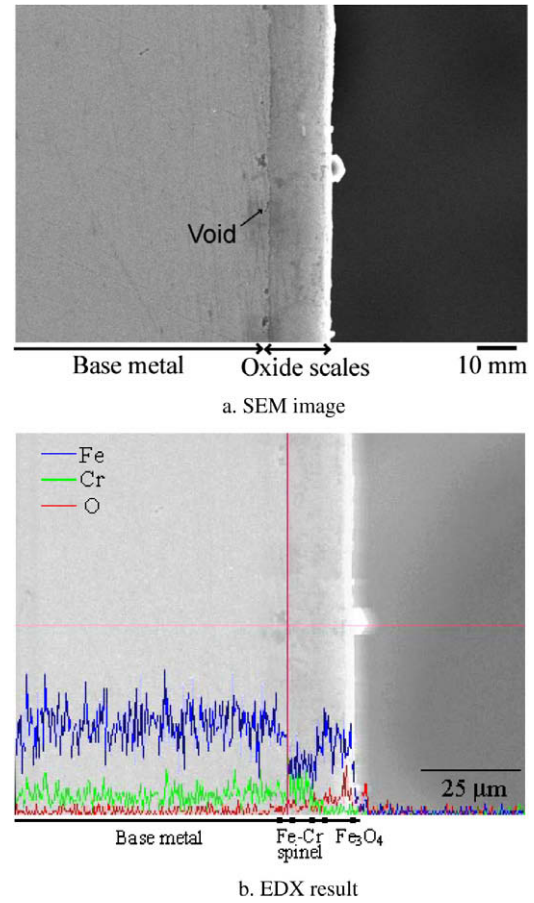 Void
Base metal
Oxide scales
10 mm
a. SEM image
Fe
Cr
O
25 μm
Base metal
Fe-Cr
spinel
Fe₃O₄
b. EDX result